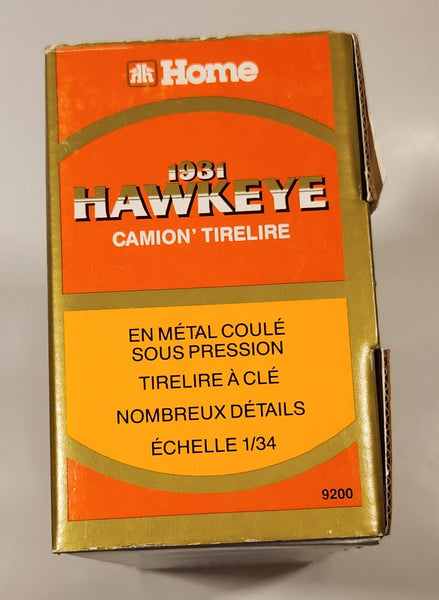 Home
1931
HAWKEYE
CAMION' TIRELIRE
EN MÉTAL COULÉ
SOUS PRESSION
TIRELIRE À CLÉ
NOMBREUX DÉTAILS
ÉCHELLE 1/34
9200